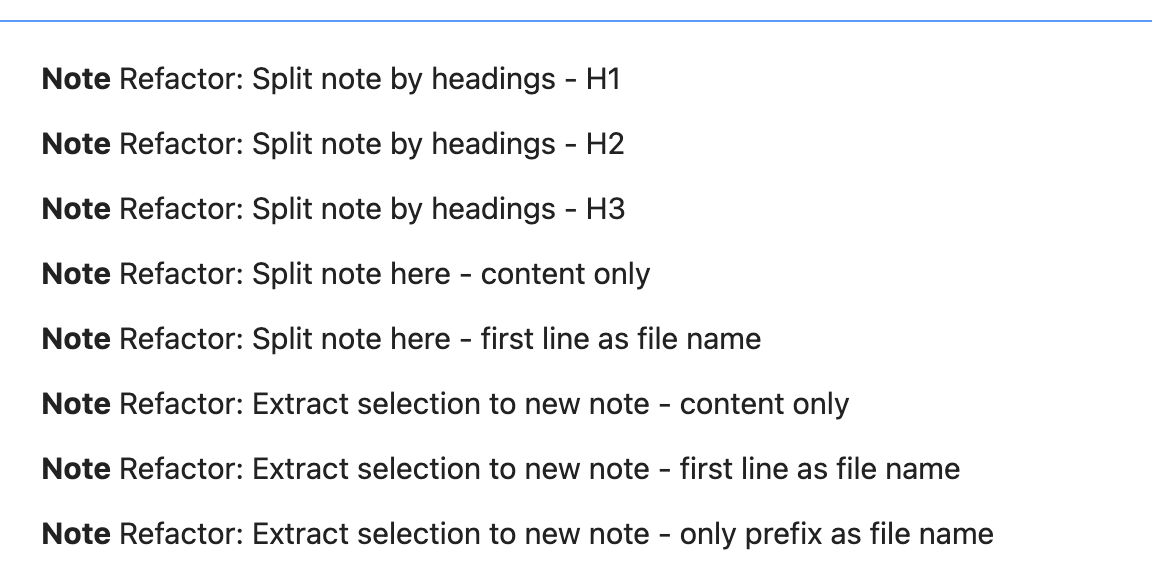 Note Refactor: Split note by headings - H1
Note Refactor: Split note by headings - H2
Note Refactor: Split note by headings - H3
Note Refactor: Split note here - content only
Note Refactor: Split note here - first line as file name
Note Refactor: Extract selection to new note - content only
Note Refactor: Extract selection to new note - first line as file name
Note Refactor: Extract selection to new note - only prefix as file name